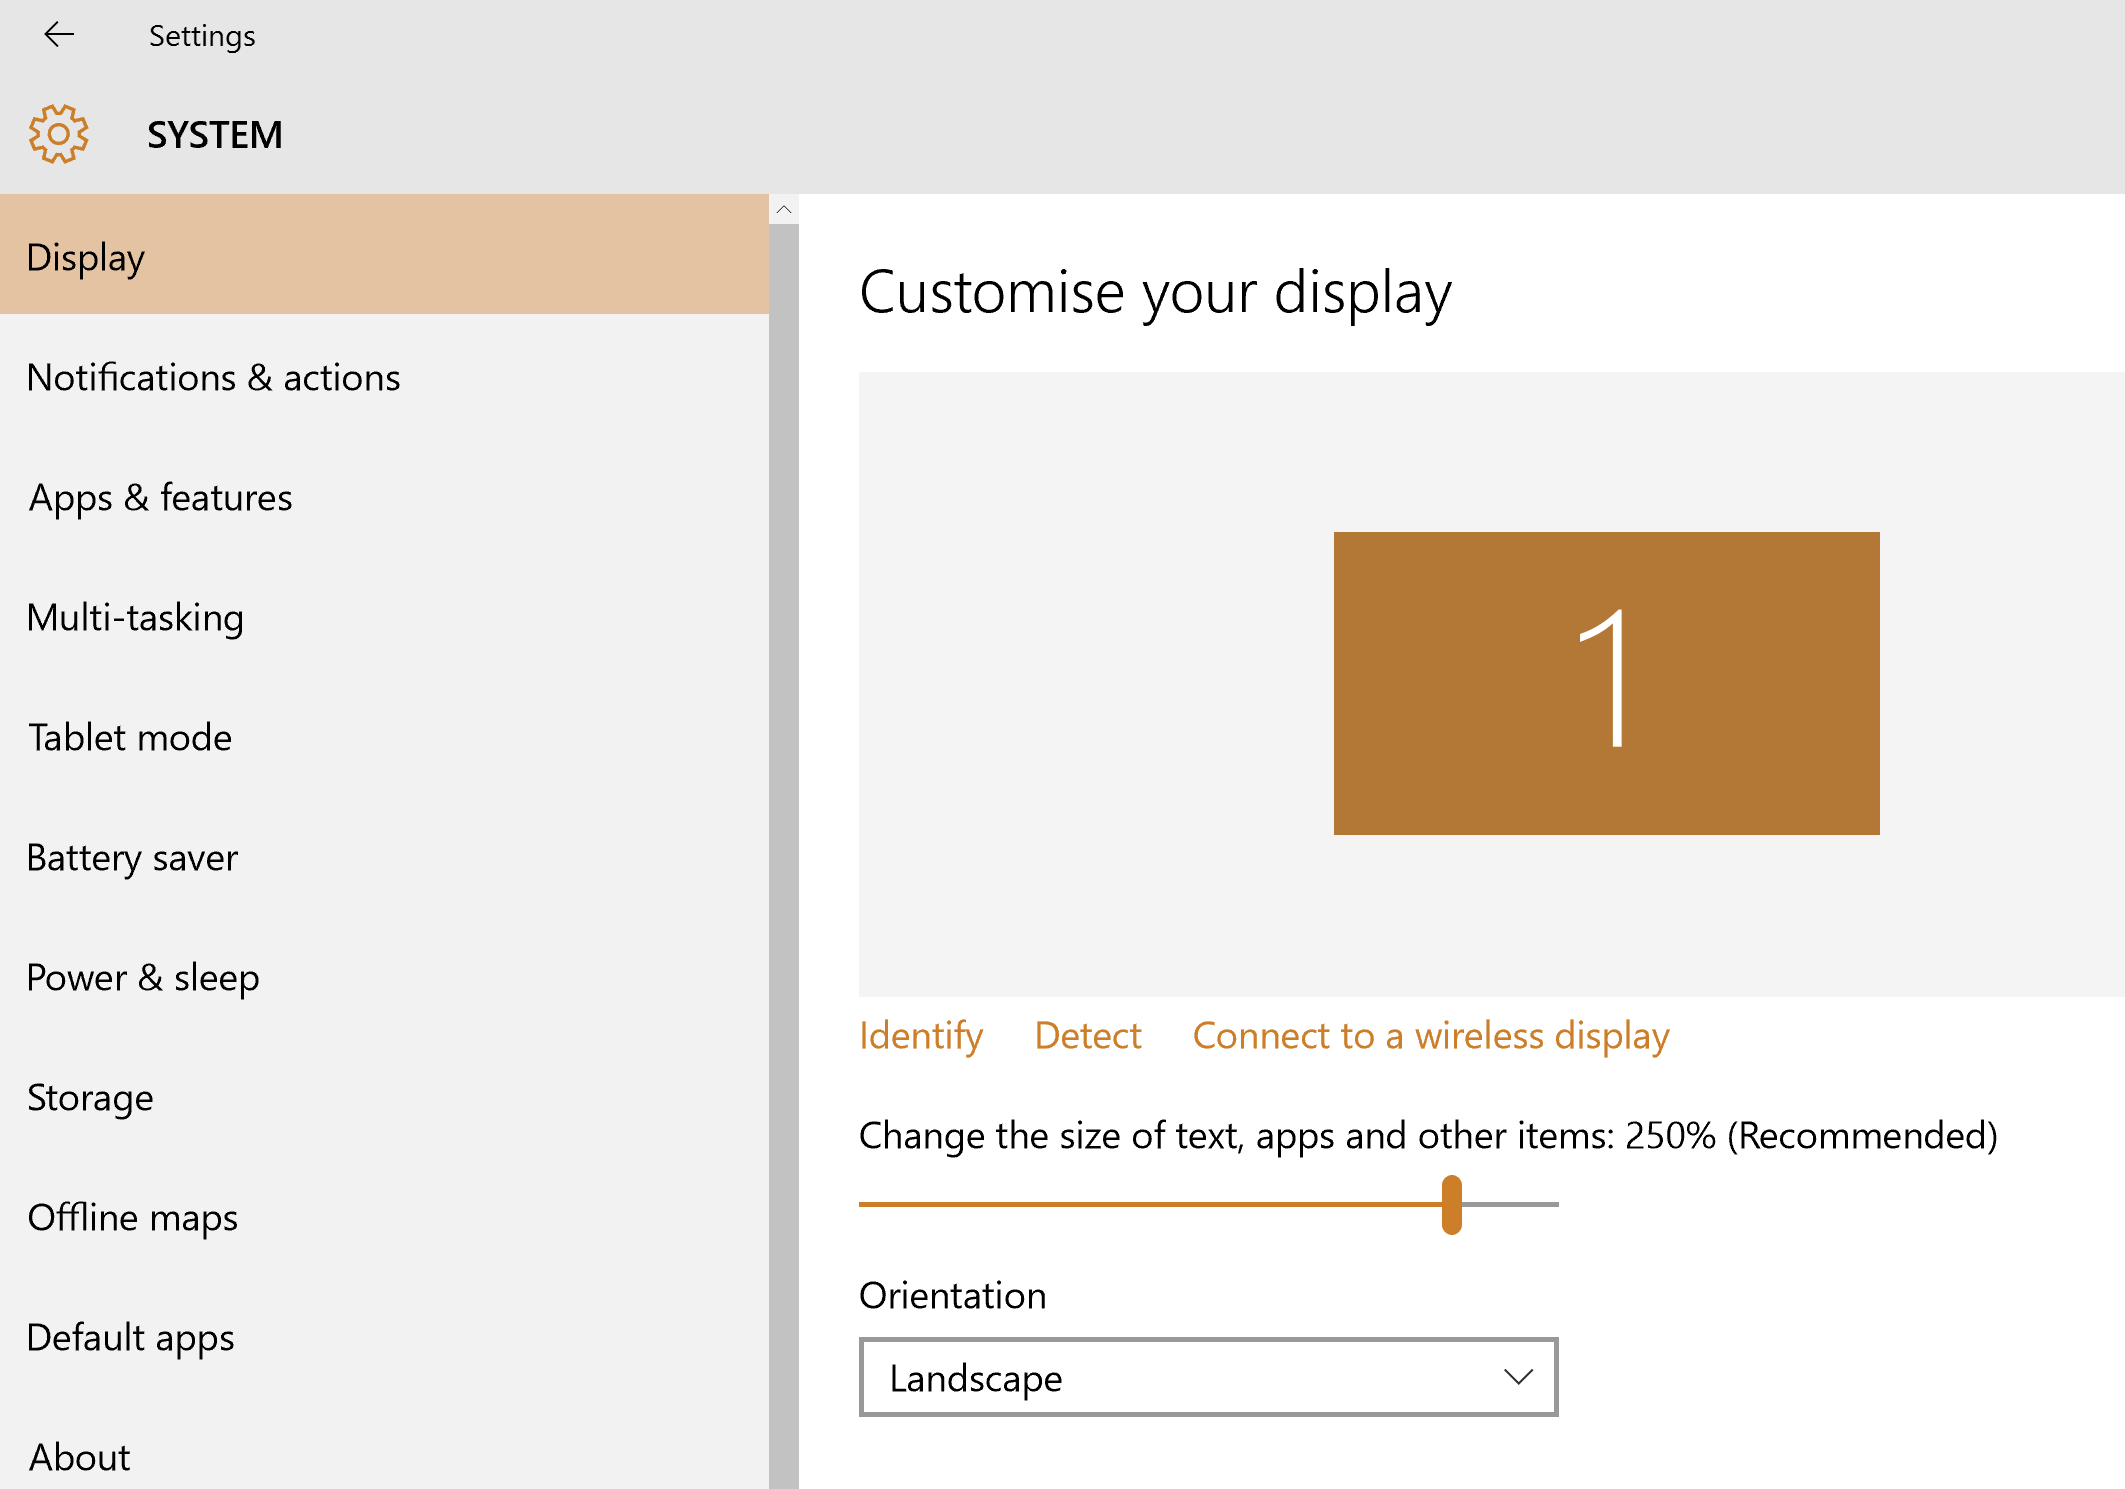 Settings
SYSTEM
Display
Notifications & actions
Apps & features
Multi-tasking
Tablet mode
Battery saver
Power & sleep
Storage
Offline maps
Default apps
About
Customise your display
1
Identify Detect Connect to a wireless display
Change the size of text, apps and other items: 250% (Recommended)
Orientation
Landscape